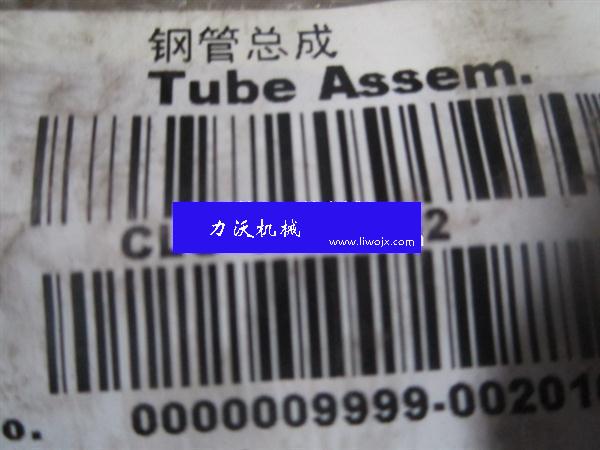 钢管总成
Tube Assem.
力沃机械
www.liwojx.com
o. 0000009999-00201